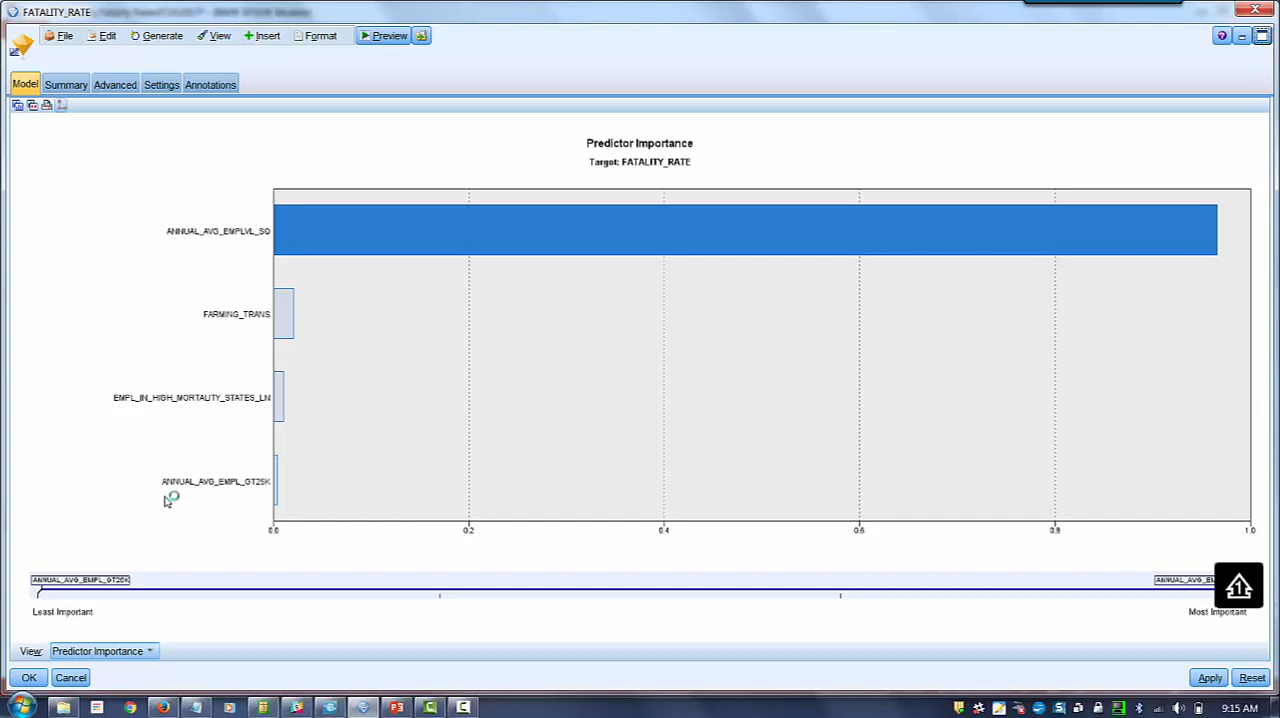 FATALITY_RATE
File Edit Generate View Insert Format Preview
Model Summary Advanced Settings Annotations
Predictor Importance
Target: FATALITY_RATE
ANNUAL_AVG_EMPLVL_SQ
FARMING_TRANS
EMPL_IN_HIGH_MORTALITY_STATES_LN
ANNUAL_AVG_EMPL_GT25K
0.0 0.2 0.4 0.6 0.8 1.0
ANNUAL_AVG_EMPL_GT25K ANNUAL_AVG_EM
Least Important Most Important
View: Predictor Importance
OK Cancel Apply Reset
9:15 AM